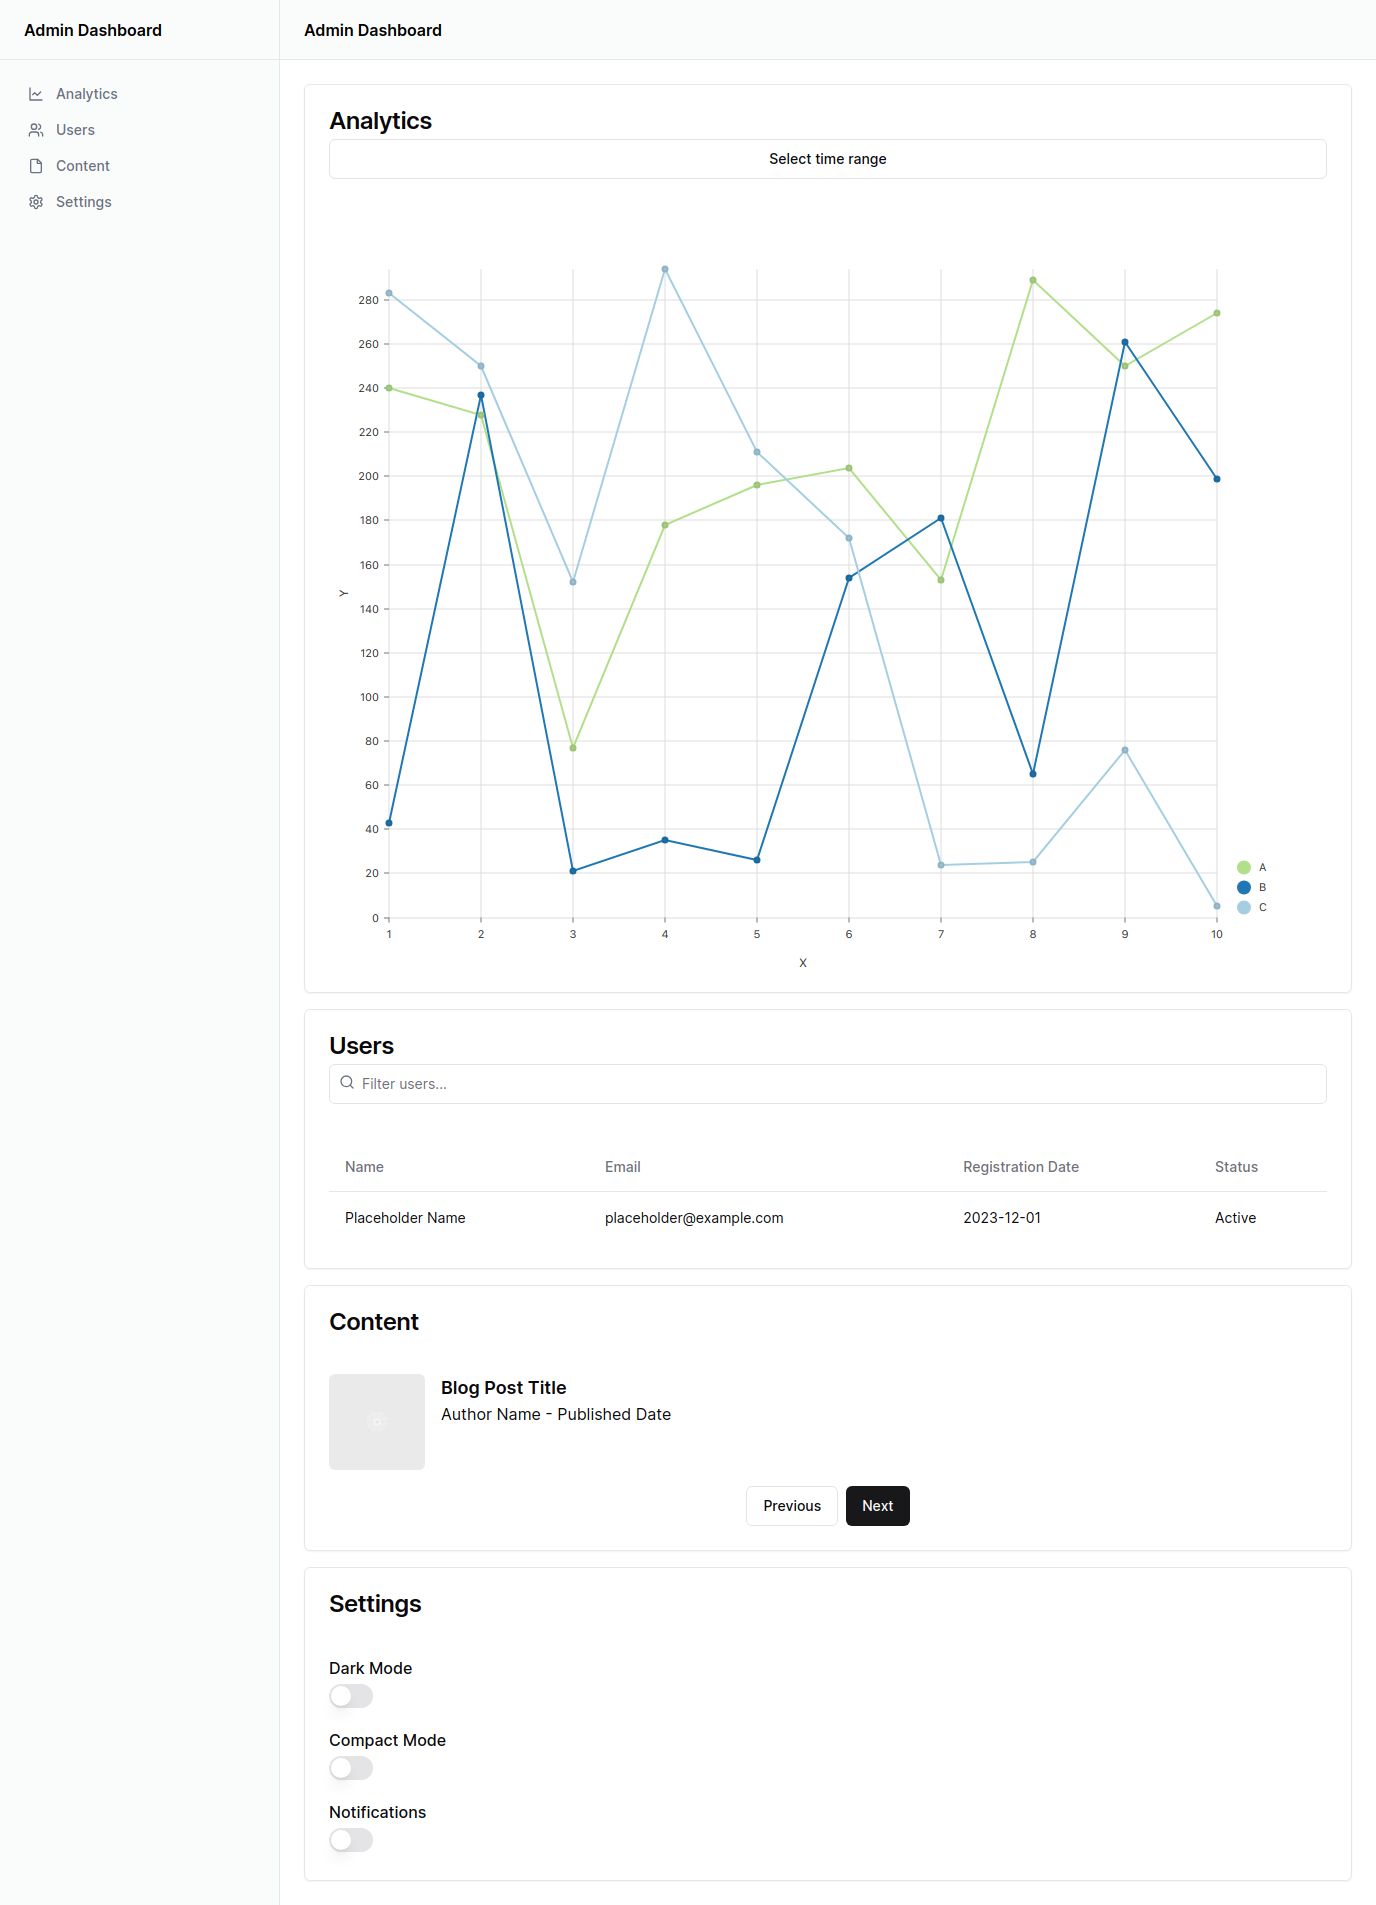 Admin Dashboard
Admin Dashboard
Analytics
Users
Content
Settings
Analytics
Select time range
280
260
240
220
200
180
160
140
120
100
80
60
40
20
0
Y
1 2 3 4 5 6 7 8 9 10
X
A
B
C
Users
Filter users...
Name Email Registration Date Status
Placeholder Name placeholder@example.com 2023-12-01 Active
Content
Blog Post Title
Author Name - Published Date
Previous Next
Settings
Dark Mode
Compact Mode
Notifications